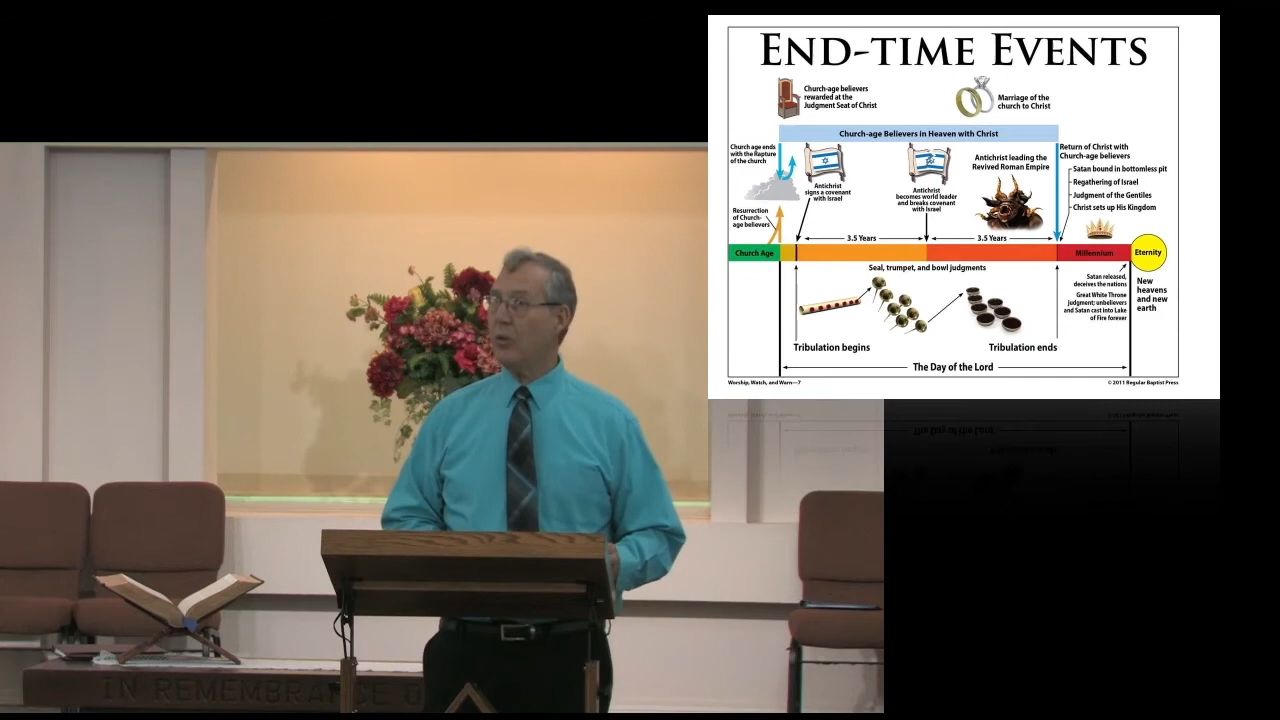 END-TIME EVENTS
Church-age believers
rewarded at the
Judgment Seat of Christ
Marriage of the
church to Christ
Church-age Believers in Heaven with Christ
Church age ends
with the Rapture
of the church
Antichrist
signs a covenant
with Israel
Antichrist
becomes world leader
and breaks covenant
with Israel
Antichrist leading the
Revived Roman Empire
Return of Christ with
Church-age believers
Satan bound in bottomless pit
Regathering of Israel
Judgment of the Gentiles
Christ sets up His Kingdom
Resurrection
of Church-
age believers
3.5 Years
3.5 Years
Church Age
Millennium
Eternity
Seal, trumpet, and bowl judgments
Satan released,
deceives the nations
Great White Throne
judgment; unbelievers
and Satan cast into Lake
of Fire forever
New
heavens
and new
earth
Tribulation begins
Tribulation ends
The Day of the Lord
Worship, Watch, and Warn—7
© 2011 Regular Baptist Press
IN REMEMBRANCE O